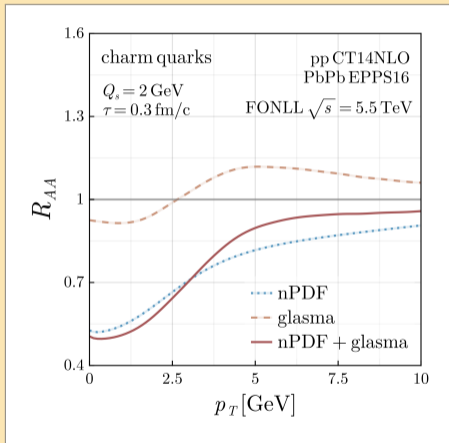 1.6
charm quarks
pp CT14NLO
PbPb EPPS16
Q_s = 2 GeV
τ = 0.3 fm/c
FONLL √s = 5.5 TeV
1.3
R_AA
1
0.7
nPDF
glasma
nPDF + glasma
0.4
0 2.5 5 7.5 10
p_T [GeV]